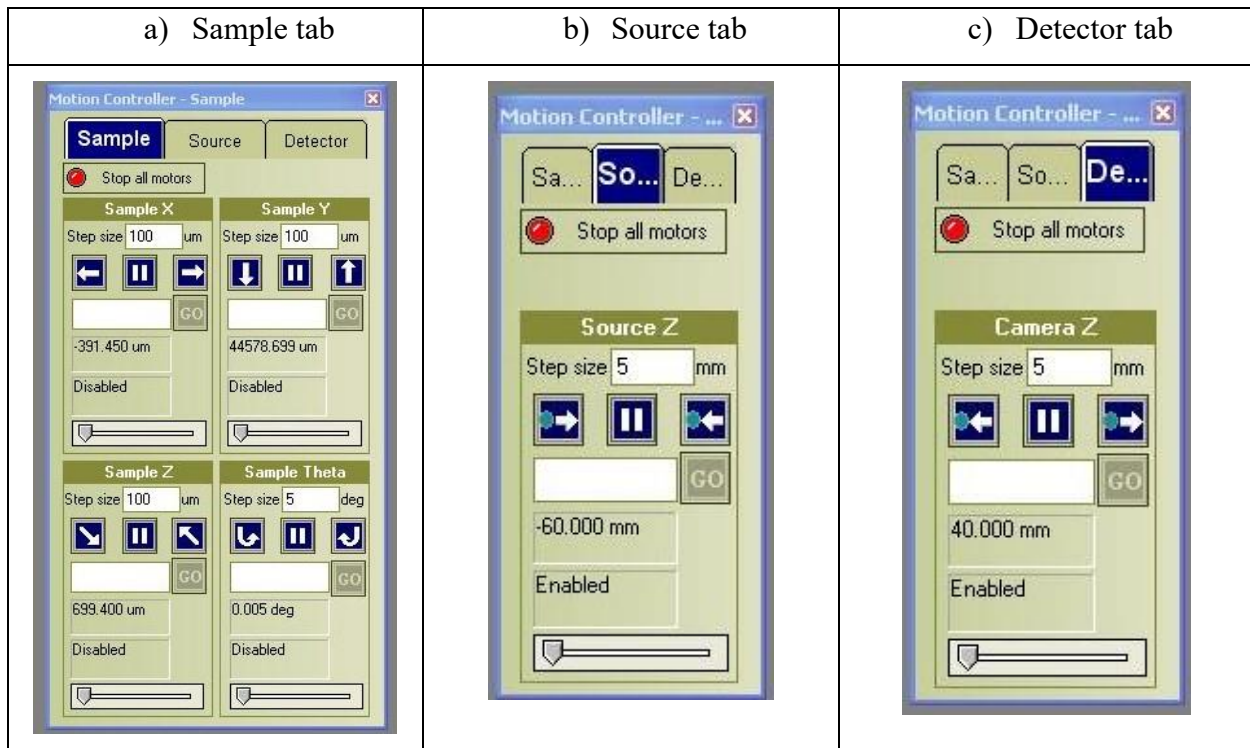 a) Sample tab
b) Source tab
c) Detector tab
Motion Controller - Sample
Sample Source Detector
Stop all motors
Sample X Sample Y
Step size 100 um Step size 100 um
GO GO
-391.450 um 44578.699 um
Disabled Disabled
Sample Z Sample Theta
Step size 100 um Step size 5 deg
GO GO
699.400 um 0.005 deg
Disabled Disabled
Motion Controller - ...
Sa... So... De...
Stop all motors
Source Z
Step size 5 mm
GO
-60.000 mm
Enabled
Motion Controller - ...
Sa... So... De...
Stop all motors
Camera Z
Step size 5 mm
GO
40.000 mm
Enabled